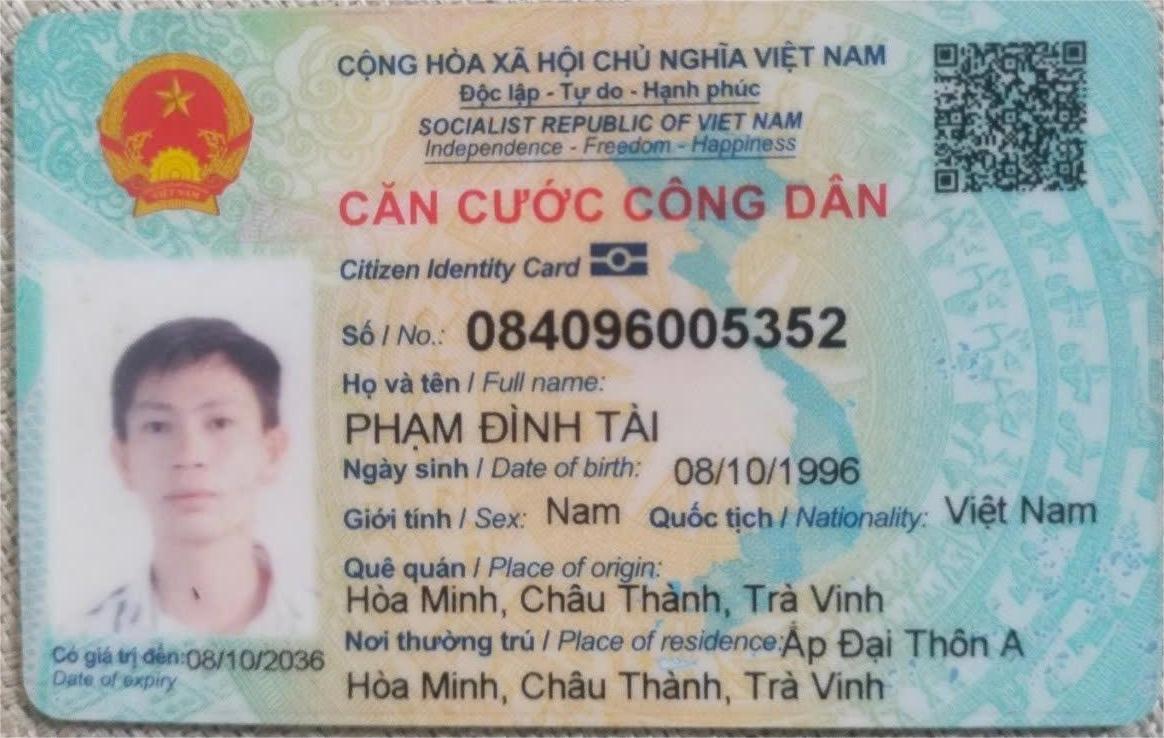 CỘNG HÒA XÃ HỘI CHỦ NGHĨA VIỆT NAM
Độc lập - Tự do - Hạnh phúc
SOCIALIST REPUBLIC OF VIET NAM
Independence - Freedom - Happiness
CĂN CƯỚC CÔNG DÂN
Citizen Identity Card
Số / No.: 084096005352
Họ và tên / Full name:
PHẠM ĐÌNH TÀI
Ngày sinh / Date of birth: 08/10/1996
Giới tính / Sex: Nam Quốc tịch / Nationality: Việt Nam
Quê quán / Place of origin:
Hòa Minh, Châu Thành, Trà Vinh
Nơi thường trú / Place of residence: Ấp Đại Thôn A
Hòa Minh, Châu Thành, Trà Vinh
Có giá trị đến: 08/10/2036
Date of expiry
VIỆT NAM